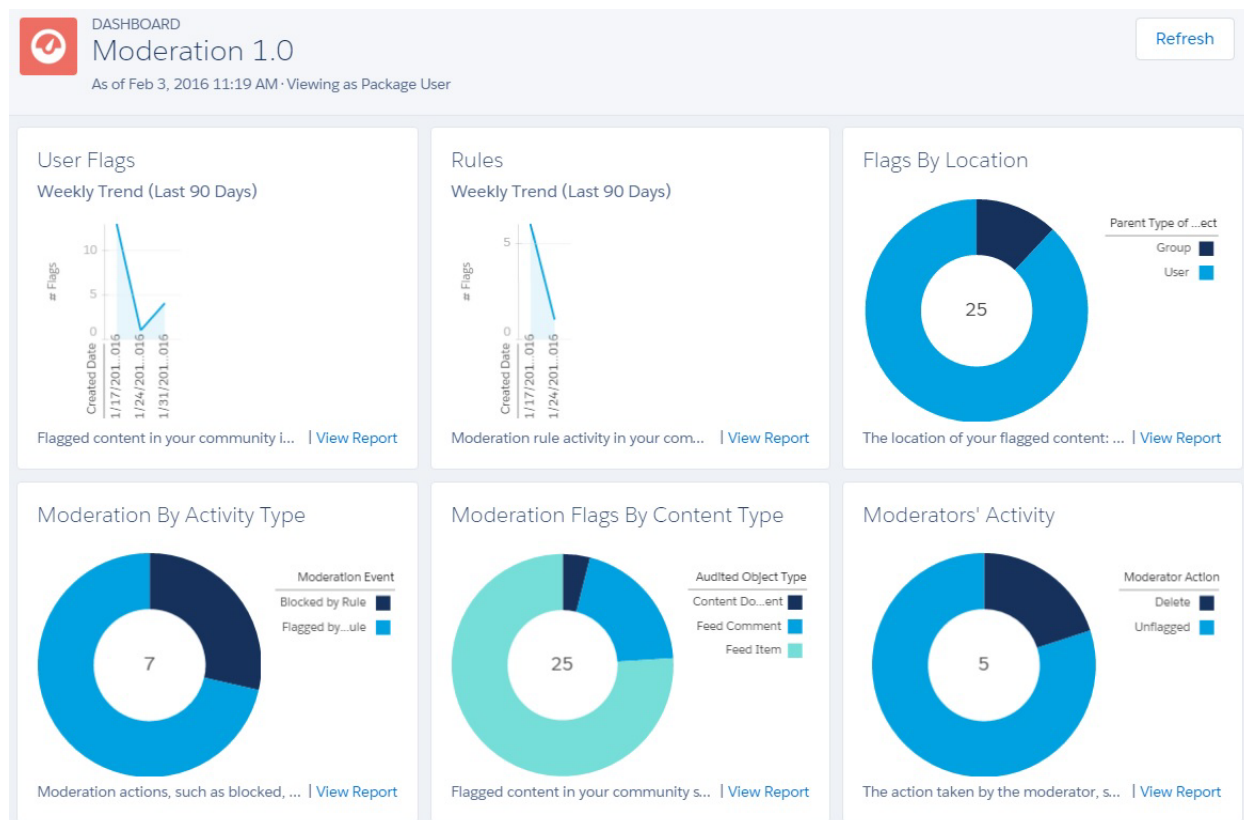 DASHBOARD
Moderation 1.0
As of Feb 3, 2016 11:19 AM·Viewing as Package User
Refresh
User Flags
Weekly Trend (Last 90 Days)
10
5
0
# Flags
Created Date
1/17/201...016
1/24/201...016
1/31/201...016
Flagged content in your community i... | View Report
Rules
Weekly Trend (Last 90 Days)
5
0
# Flags
Created Date
1/17/201...016
1/24/201...016
Moderation rule activity in your com... | View Report
Flags By Location
25
Parent Type of ...ect
Group
User
The location of your flagged content: ... | View Report
Moderation By Activity Type
7
Moderation Event
Blocked by Rule
Flagged by...ule
Moderation actions, such as blocked, ... | View Report
Moderation Flags By Content Type
25
Audited Object Type
Content Do...ent
Feed Comment
Feed Item
Flagged content in your community s... | View Report
Moderators' Activity
5
Moderator Action
Delete
Unflagged
The action taken by the moderator, s... | View Report